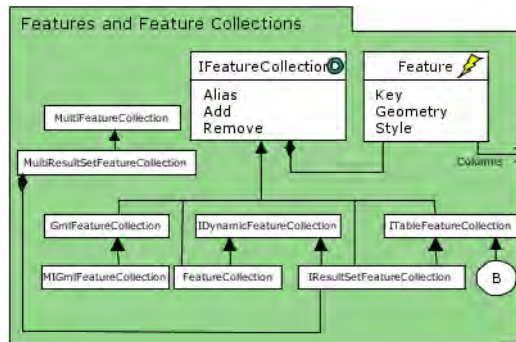 Features and Feature Collections
IFeatureCollection
Alias
Add
Remove
Feature
Key
Geometry
Style
MultiFeatureCollection
MultiResultSetFeatureCollection
Columns
GmlFeatureCollection
IDynamicFeatureCollection
ITableFeatureCollection
MIGmlFeatureCollection
FeatureCollection
IResultSetFeatureCollection
B